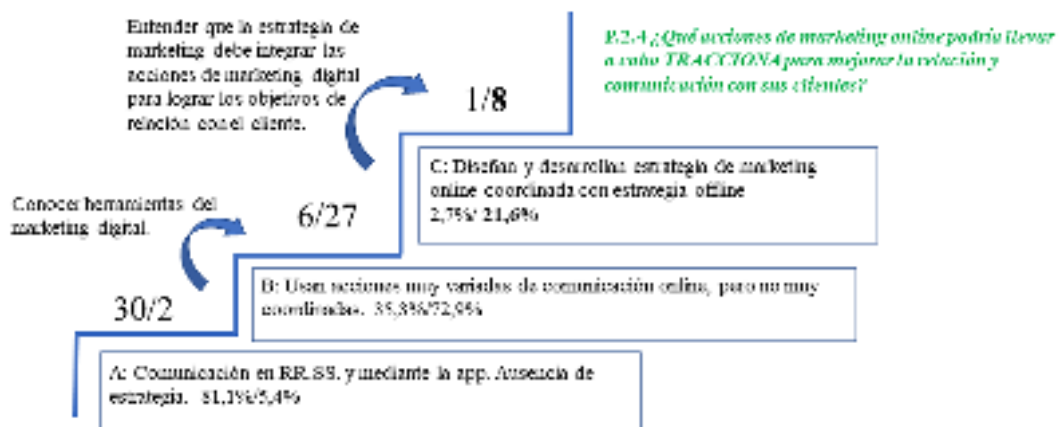 Entender que la estrategia de
marketing debe integrar las
acciones de marketing digital
para lograr los objetivos de
relación con el cliente.
P.2.4 ¿Qué acciones de marketing online podría llevar
a cabo TRACCIONA para mejorar la relación y
comunicación con sus clientes?
1/8
C: Diseñan y desarrollan estrategia de marketing
online coordinada con estrategia offline
2,7%/ 21,6%
Conocer herramientas del
marketing digital.
6/27
B: Usan acciones muy variadas de comunicación online, pero no muy
coordinadas. /72,9%
30/2
A: Comunicación en RR.SS. y mediante la app. Ausencia de
estrategia. 81,1%/5,4%